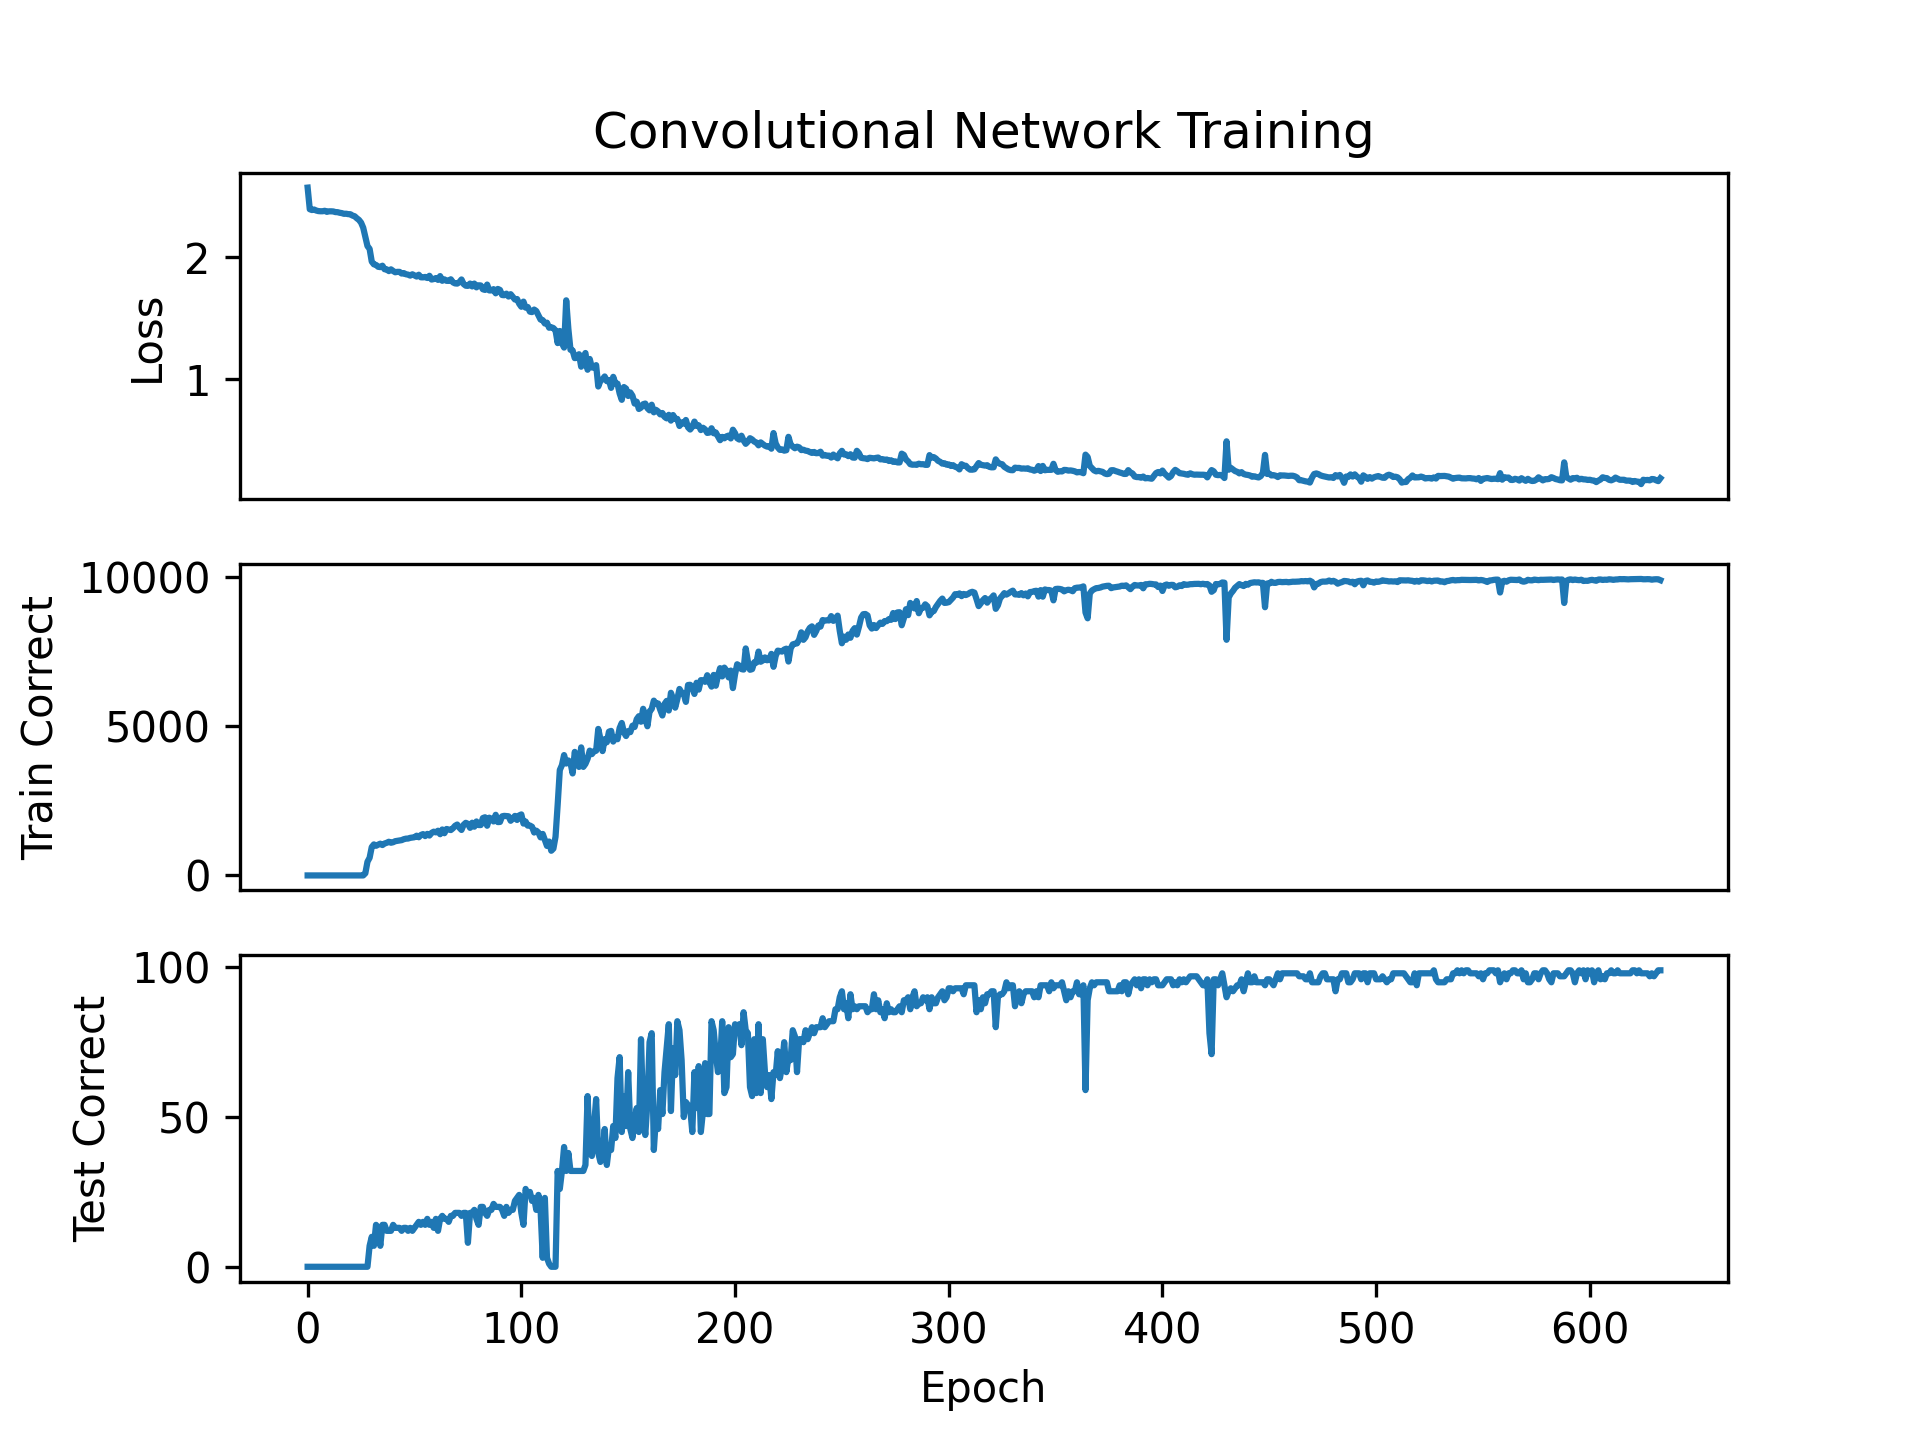 Convolutional Network Training
2
1
Loss
10000
5000
0
Train Correct
100
50
0
Test Correct
0 100 200 300 400 500 600
Epoch